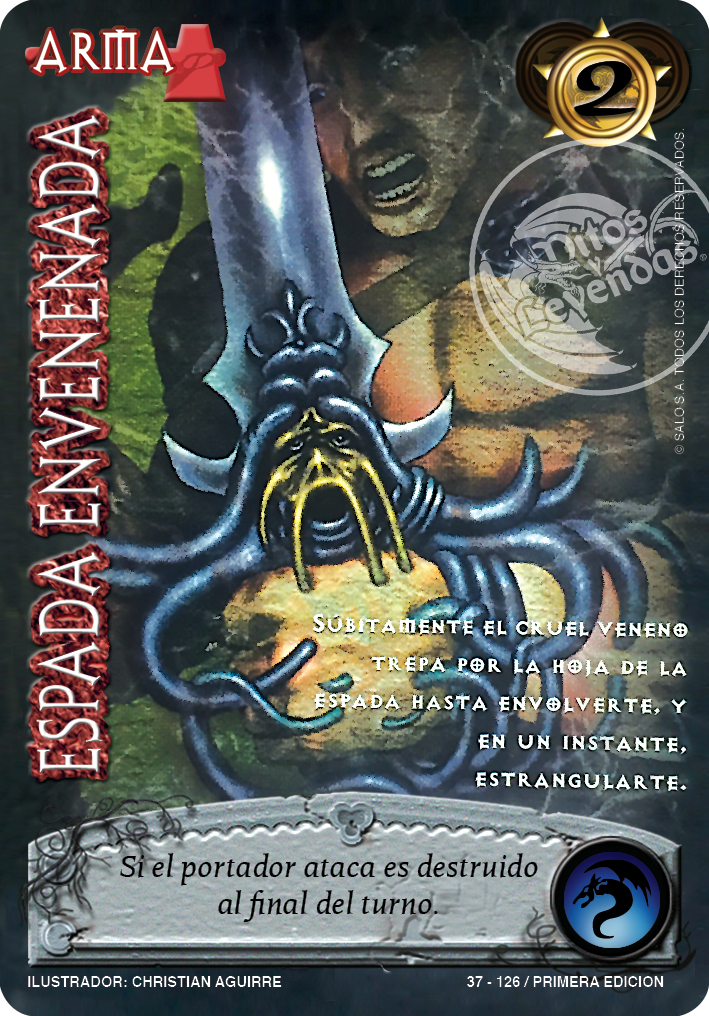 ARMA
2
ESPADA ENVENENADA
Mitos
y
Leyendas
®
© SALO S.A. TODOS LOS DERECHOS RESERVADOS.
SÚBITAMENTE EL CRUEL VENENO
TREPA POR LA HOJA DE LA
ESPADA HASTA ENVOLVERTE, Y
EN UN INSTANTE,
ESTRANGULARTE.
Si el portador ataca es destruido
al final del turno.
ILUSTRADOR: CHRISTIAN AGUIRRE
37 - 126 / PRIMERA EDICION